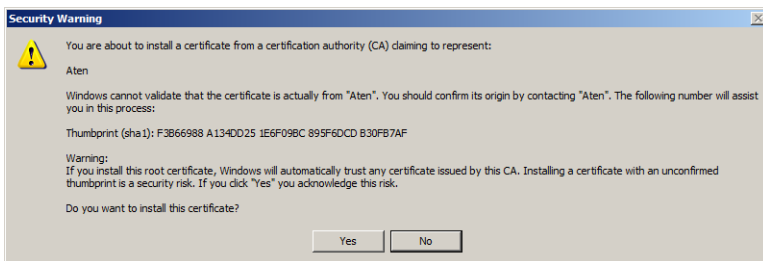 Security Warning
You are about to install a certificate from a certification authority (CA) claiming to represent:
Aten
Windows cannot validate that the certificate is actually from "Aten". You should confirm its origin by contacting "Aten". The following number will assist
you in this process:
Thumbprint (sha1): F3B66988 A134DD25 1E6F09BC 895F6DCD B30FB7AF
Warning:
If you install this root certificate, Windows will automatically trust any certificate issued by this CA. Installing a certificate with an unconfirmed
thumbprint is a security risk. If you click "Yes" you acknowledge this risk.
Do you want to install this certificate?
Yes No